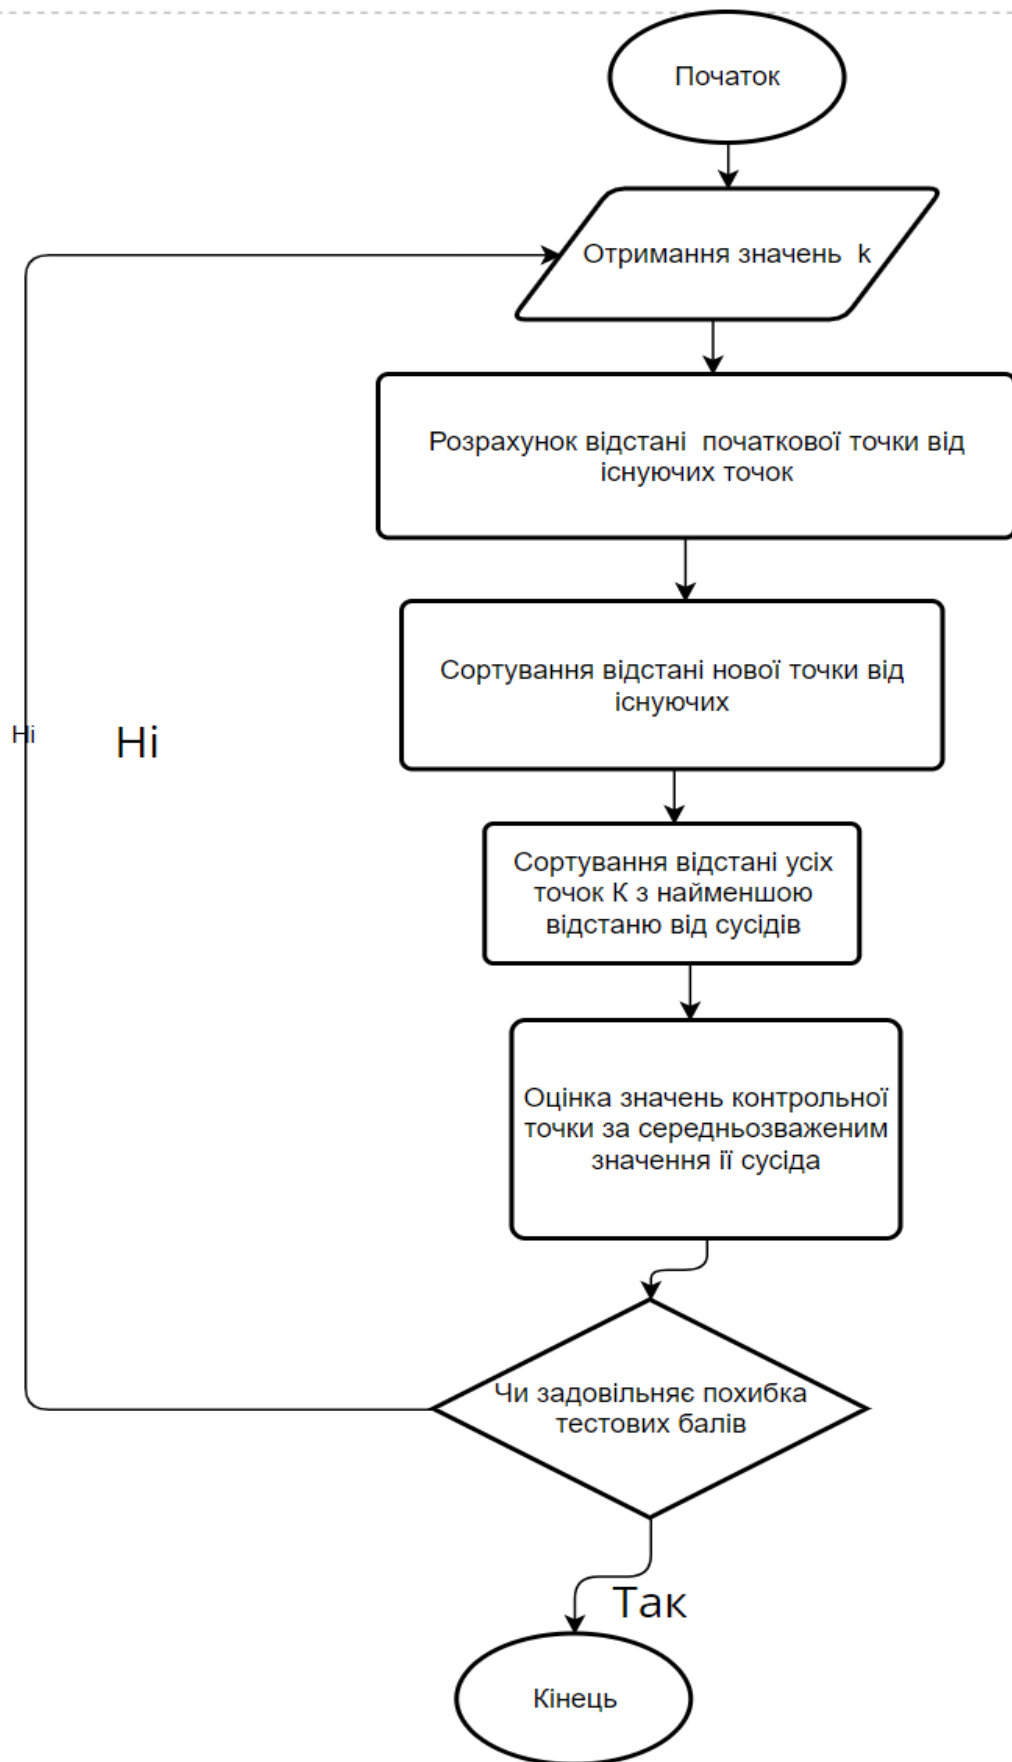 Початок
Отримання значень  k
Розрахунок відстані  початкової точки від
існуючих точок
Сортування відстані нової точки від
існуючих
Ні
Ні
Сортування відстані усіх
точок К з найменшою
відстаню від сусідів
Оцінка значень контрольної
точки за середньозваженим
значення її сусіда
Чи задовільняє похибка
тестових балів
Так
Кінець